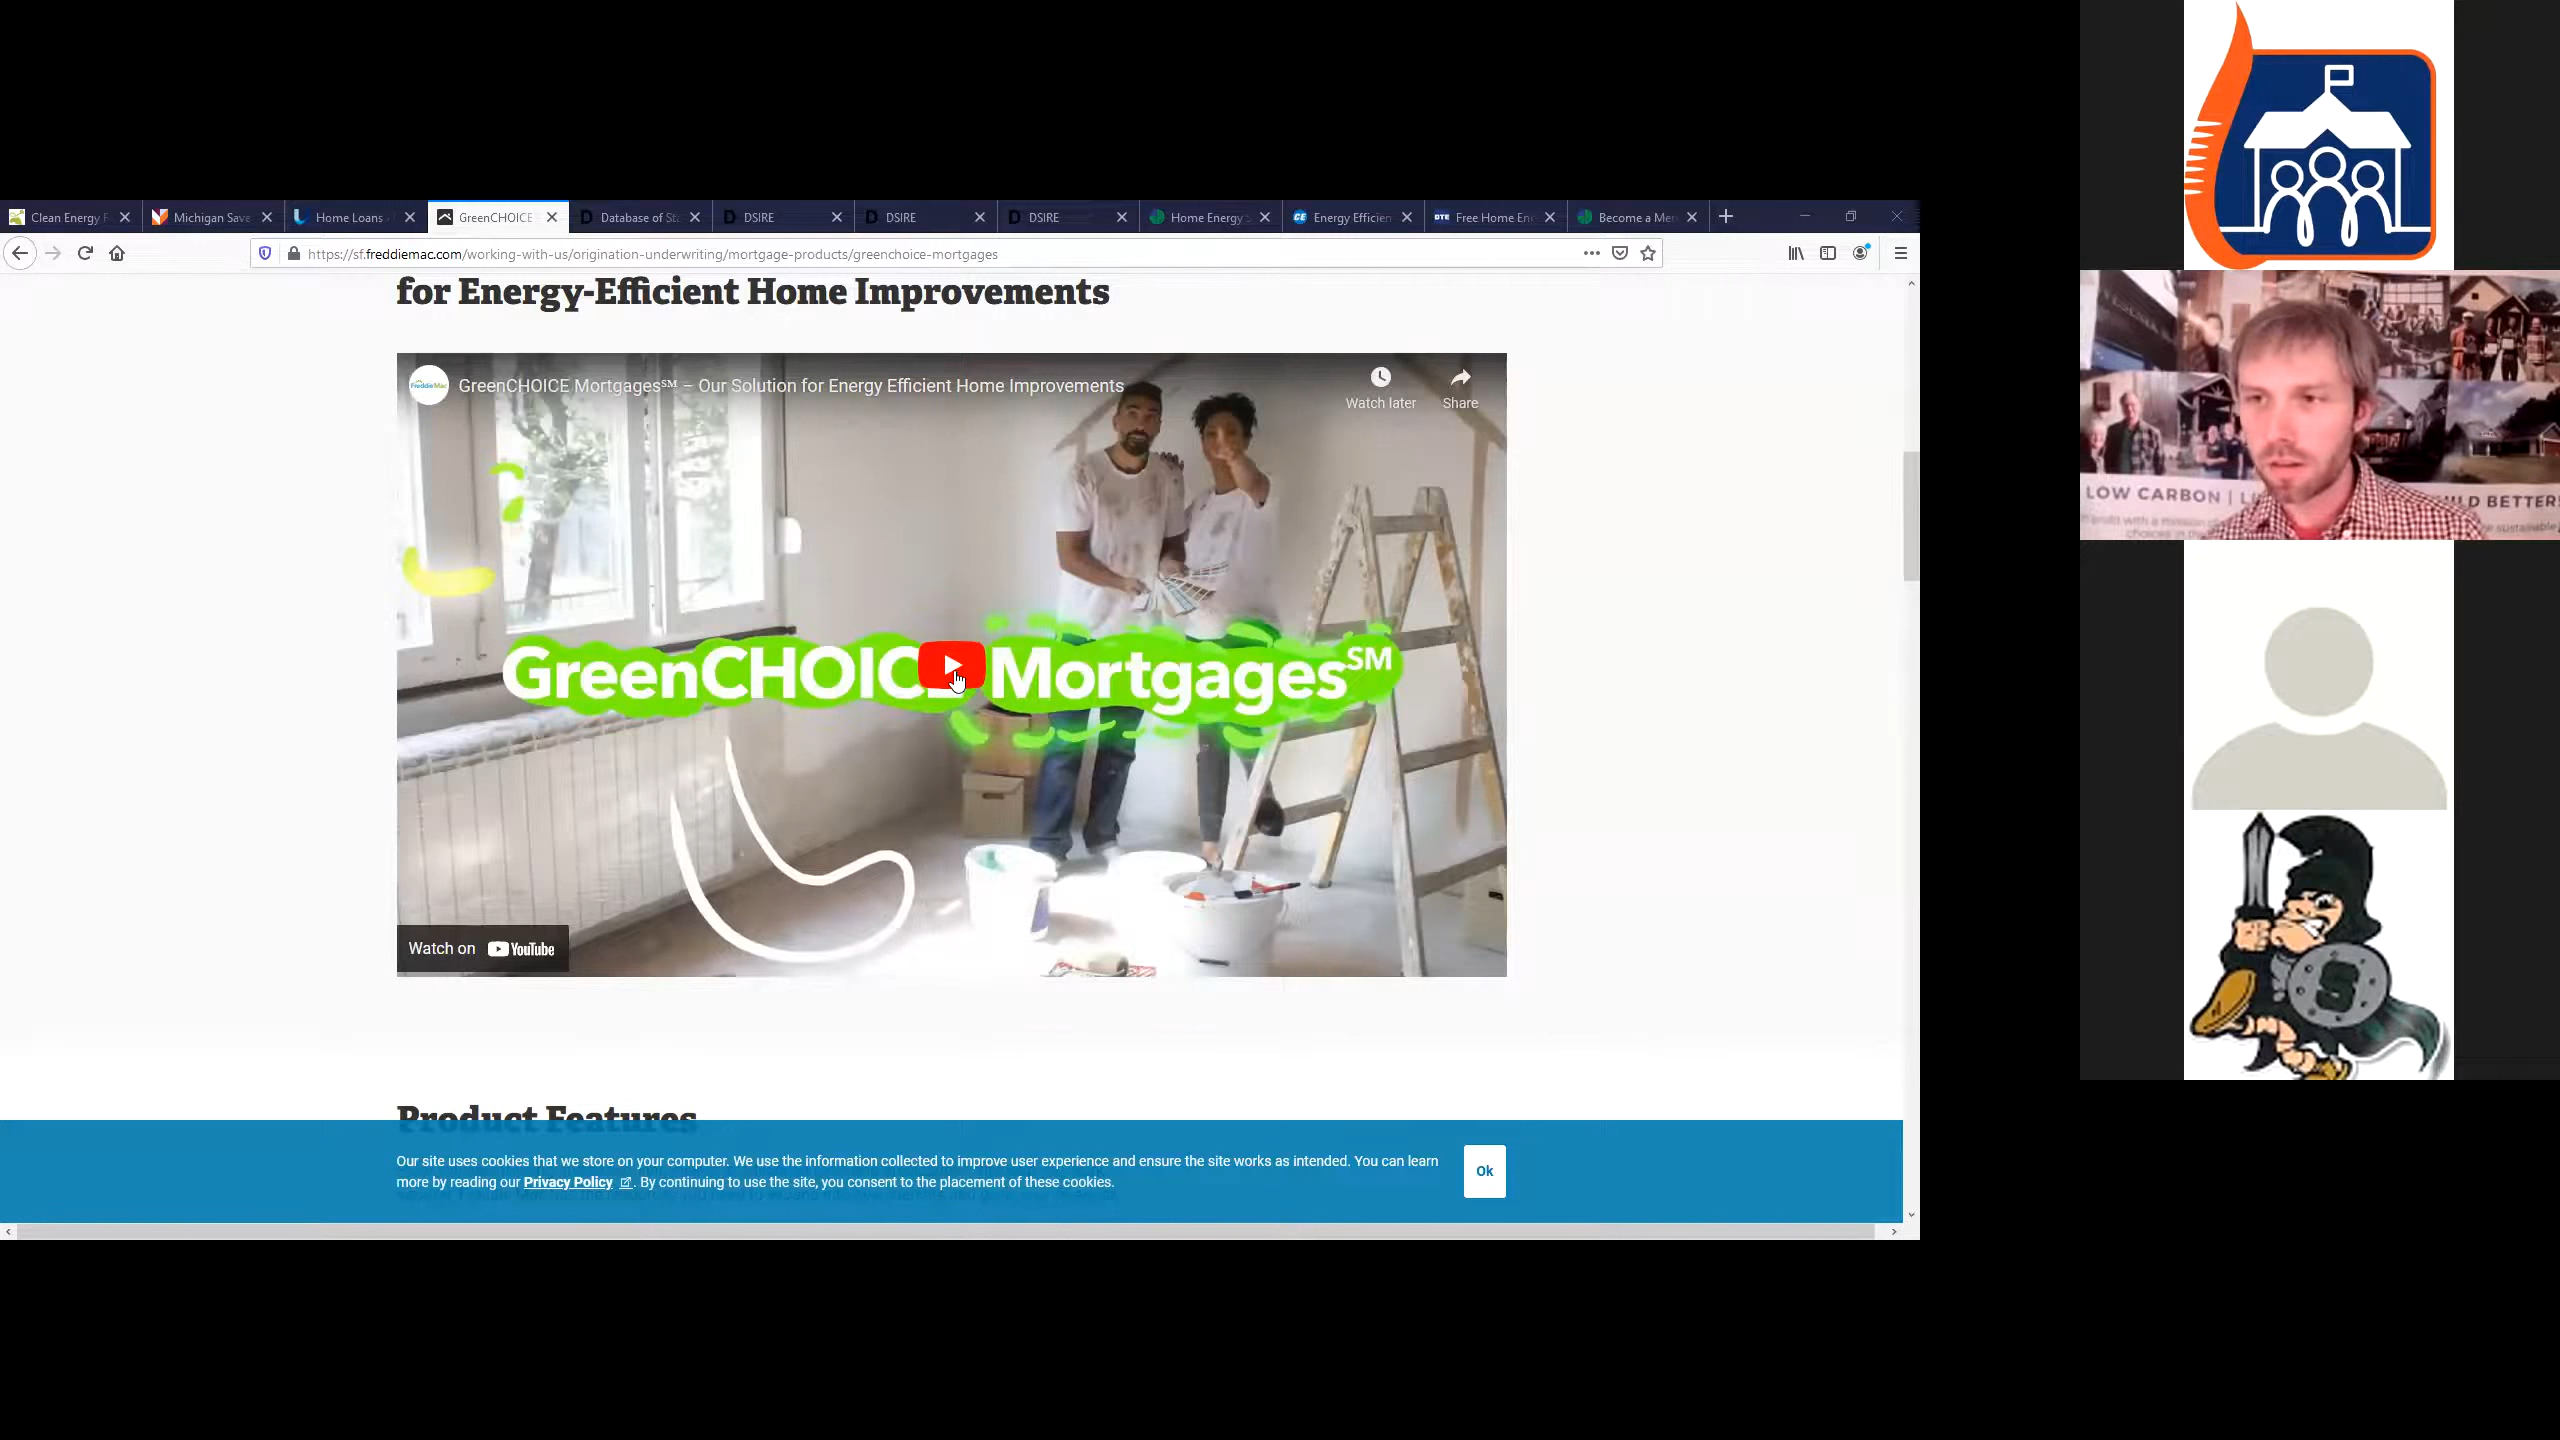 Clean Energy F
Michigan Save
Home Loans
GreenCHOICE
Database of St
DSIRE
DSIRE
DSIRE
Home Energy
CE
Energy Efficien
DTE
Free Home En
Become a Me
https://sf.freddiemac.com/working-with-us/origination-underwriting/mortgage-products/greenchoice-mortgages
for Energy-Efficient Home Improvements
FreddieMac
GreenCHOICE Mortgages℠ – Our Solution for Energy Efficient Home Improvements
Watch later
Share
GreenCHOICE Mortgages℠
Watch on YouTube
Product Features
Our site uses cookies that we store on your computer. We use the information collected to improve user experience and ensure the site works as intended. You can learn
more by reading our Privacy Policy. By continuing to use the site, you consent to the placement of these cookies.
Ok
LOW CARBON |
LD BETTER
S